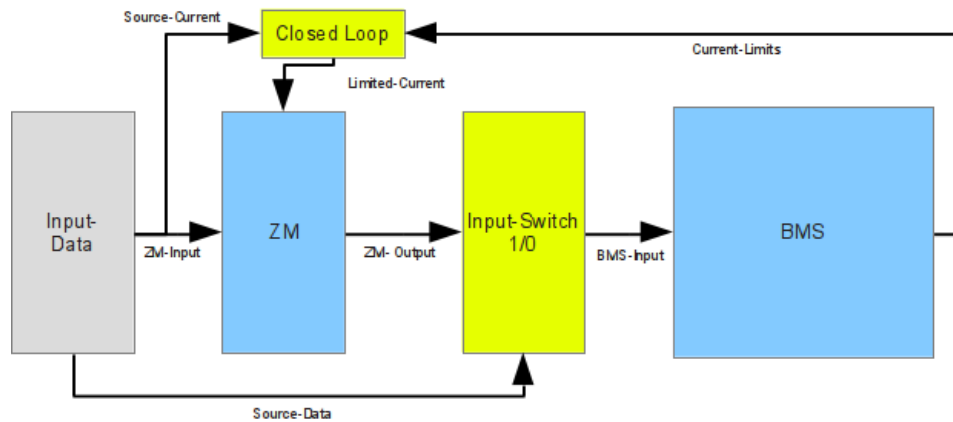 Source-Current
Closed Loop
Current-Limits
Limited-Current
Input-
Data
ZM-Input
ZM
ZM- Output
Input-Switch
1/0
BMS-Input
BMS
Source-Data